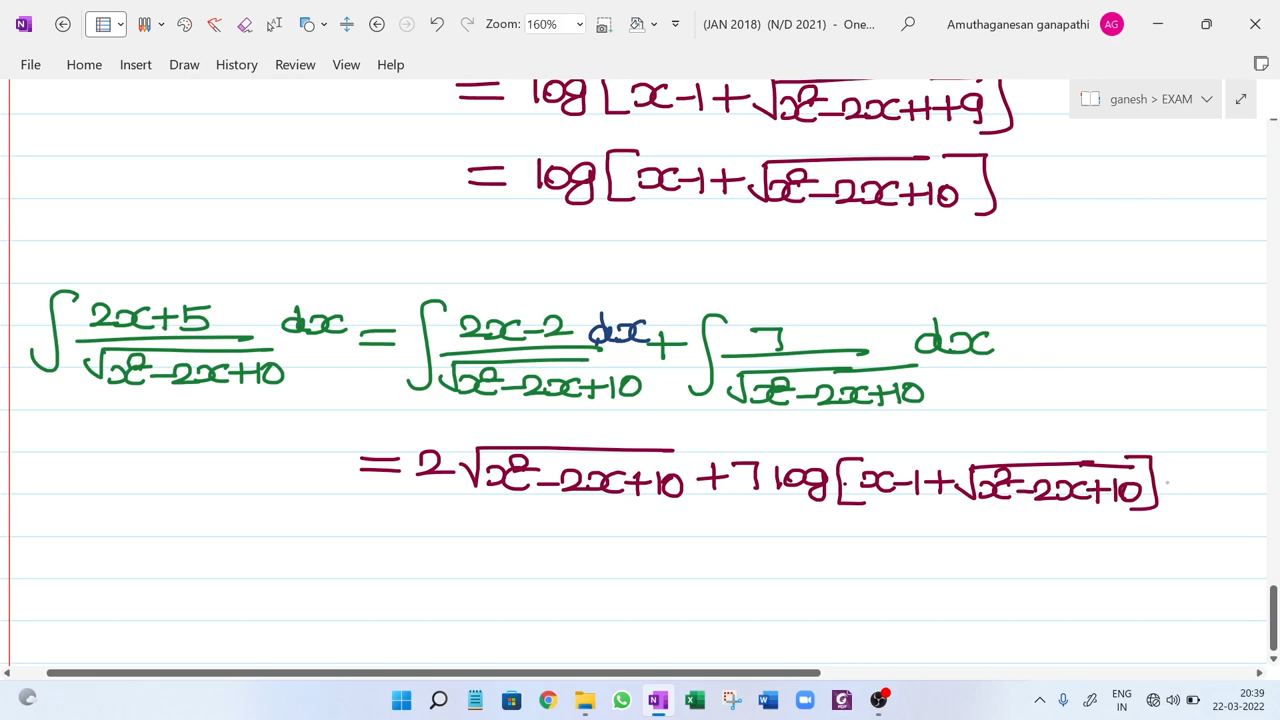 Zoom: 160% (JAN 2018) (N/D 2021) - One... Amuthaganesan ganapathi AG
File Home Insert Draw History Review View Help
ganesh > EXAM
= log[x-1+√x²-2x+1+9]
= log[x-1+√x²-2x+10]
∫ 2x+5/√x²-2x+10 dx = ∫ 2x-2/√x²-2x+10 dx + ∫ 7/√x²-2x+10 dx
= 2√x²-2x+10 + 7 log[x-1+√x²-2x+10]
ENG IN 20:39 22-03-2022